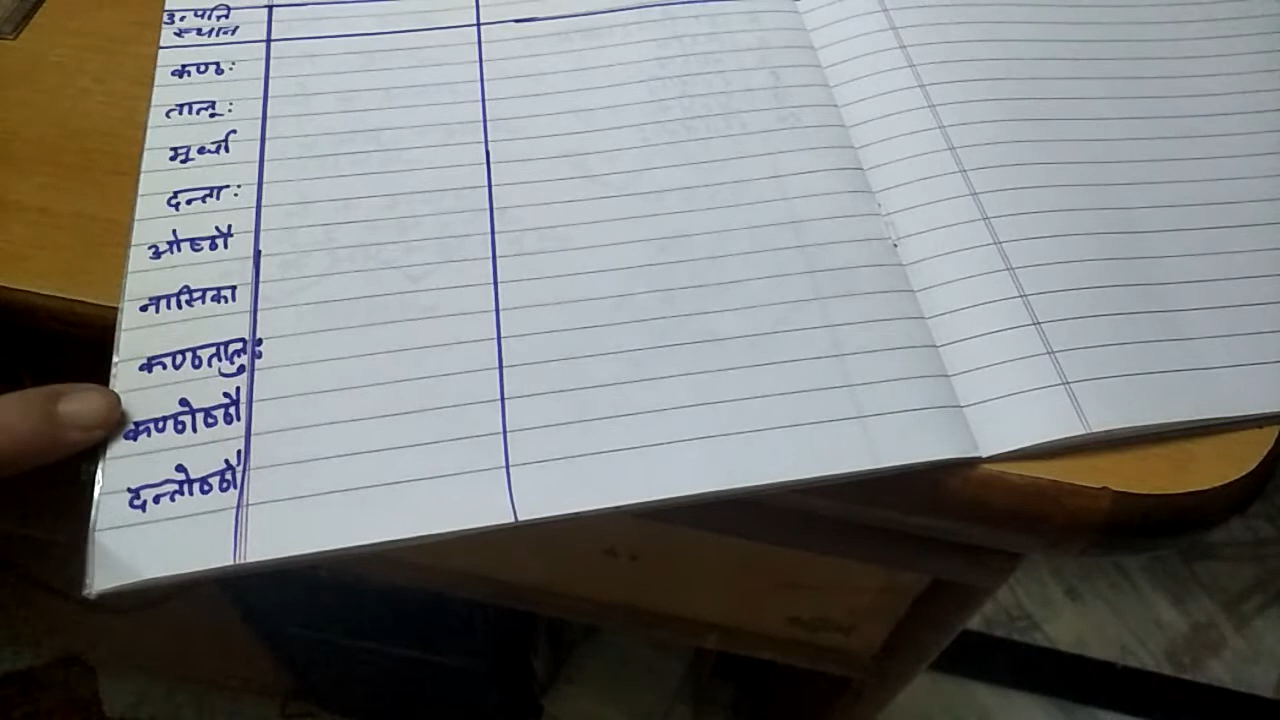 उत्पत्ति
स्थान
कण्ठः
तालूः
मूर्धा
दन्ताः
ओष्ठौ
नासिका
कण्ठतालुः
कण्ठोष्ठौ
दन्तोष्ठौ